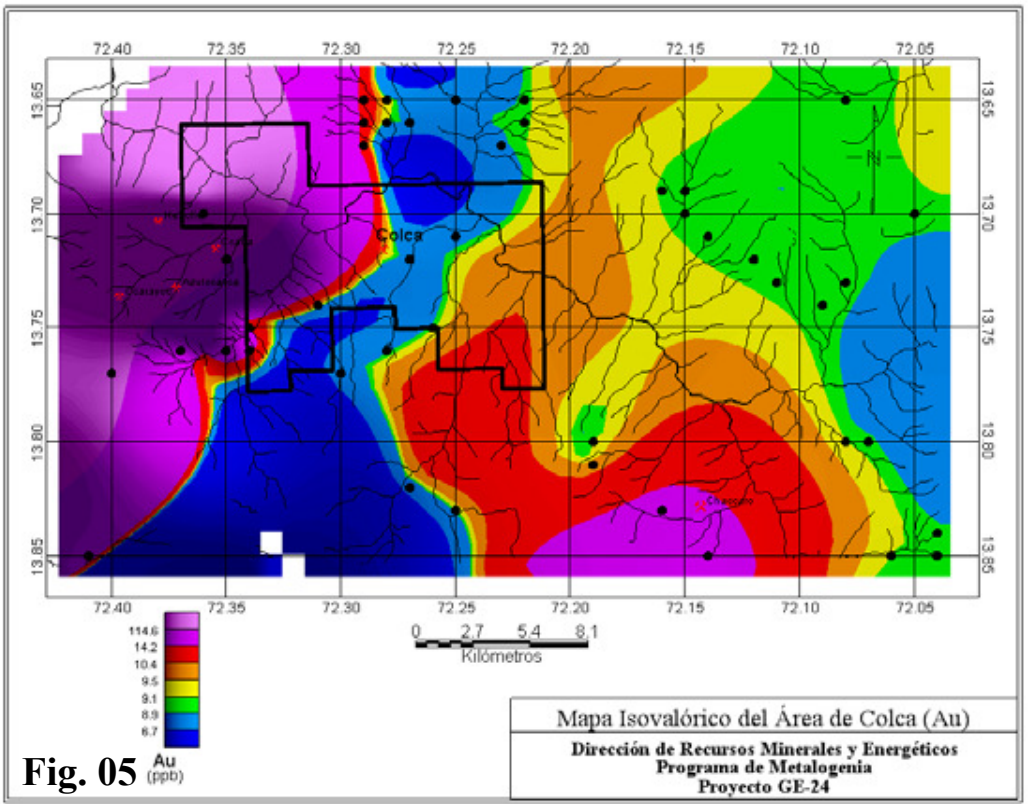 72.40 72.35 72.30 72.25 72.20 72.15 72.10 72.05
13.65 13.65
13.70 13.70
Colca
13.75 13.75
13.80 13.80
13.85 13.85
72.40 72.35 72.30 72.25 72.20 72.15 72.10 72.05
0 2.7 5.4 8.1
Kilómetros
114.6
14.2
10.4
9.5
9.1
8.9
6.7
Au
(ppb)
Fig. 05
Mapa Isovalórico del Área de Colca (Au)
Dirección de Recursos Minerales y Energéticos
Programa de Metalogenia
Proyecto GE-24